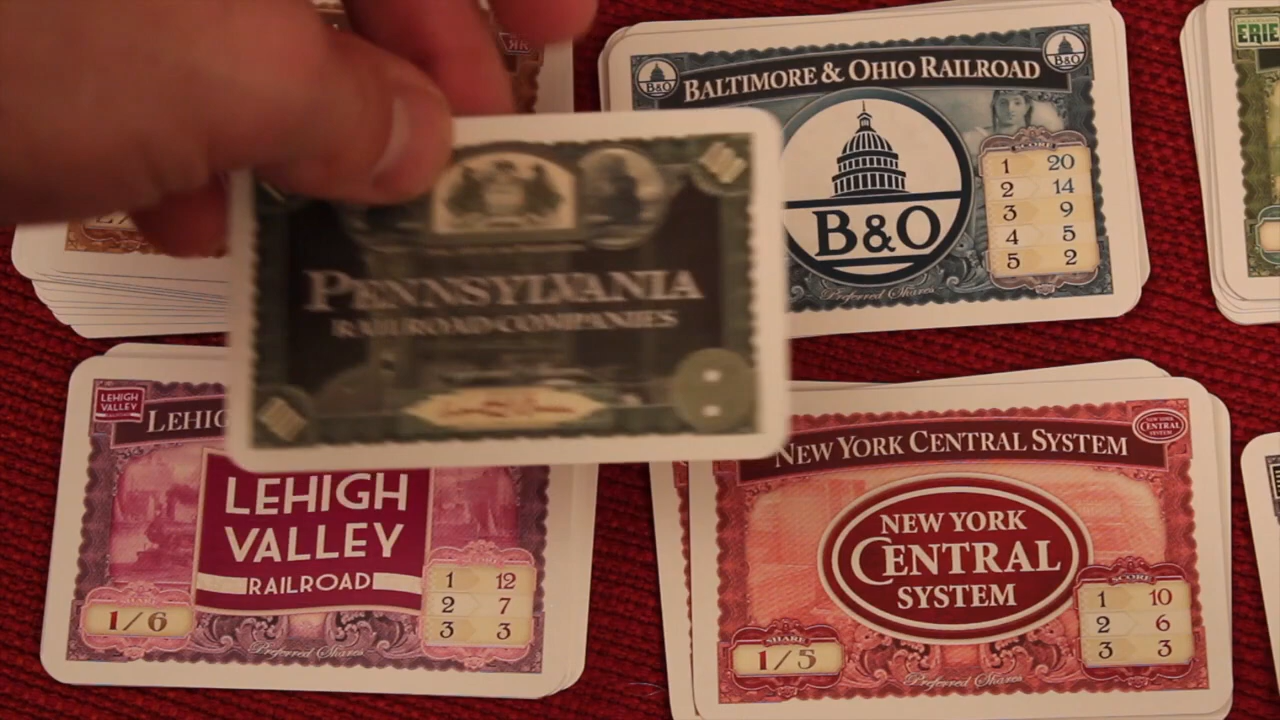 B&O
BALTIMORE & OHIO RAILROAD
B&O
ERIE
B&O
SCORE
1 20
2 14
3 9
4 5
5 2
Preferred Shares
PENNSYLVANIA
RAILROAD COMPANIES
LEHIGH
VALLEY
LEHIG
LEHIGH
VALLEY
RAILROAD
1/6
1 12
2 7
3 3
Preferred Shares
NEW YORK CENTRAL SYSTEM
NEW YORK
CENTRAL
SYSTEM
NEW YORK
CENTRAL
SYSTEM
SHARE
1/5
SCORE
1 10
2 6
3 3
Preferred Shares